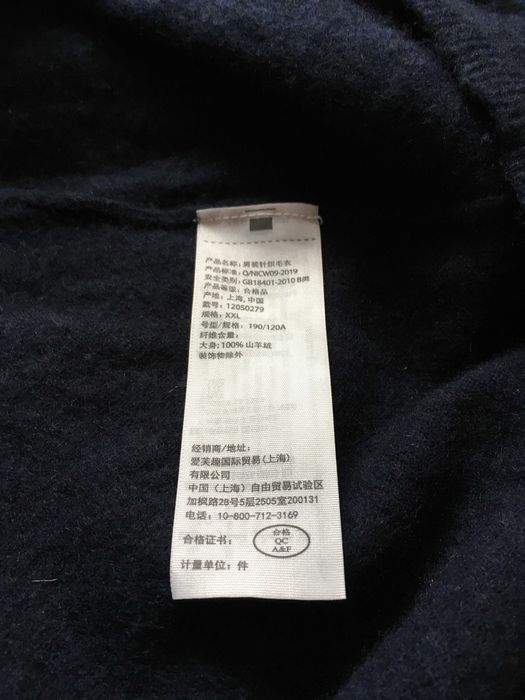 产品名称: 男装针织毛衣
产品标准: Q/NICW09-2019
安全类别: GB18401-2010 B类
产品等级: 合格品
产地: 上海, 中国
款号: 12050279
规格: XXL
号型/规格: 190/120A
纤维含量:
大身: 100% 山羊绒
装饰物除外
经销商/地址:
爱芙趣国际贸易(上海)
有限公司
中国 (上海) 自由贸易试验区
加枫路28号5层2505室200131
电话: 10-800-712-3169
合格证书:
合格
QC
A&F
计量单位: 件